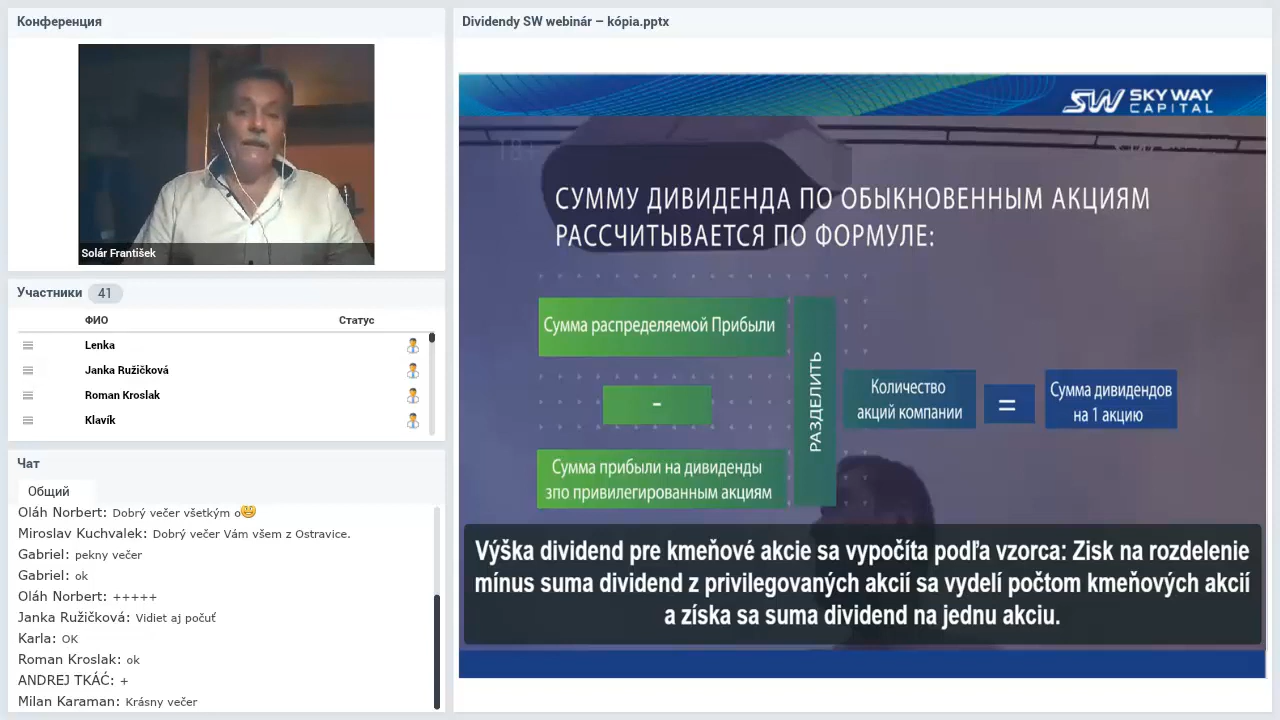 Конференция
Solár František
Участники 41
ФИО Статус
Lenka
Janka Ružičková
Roman Kroslak
Klavík
Чат
Общий
Oláh Norbert: Dobrý večer všetkým o
Miroslav Kuchvalek: Dobrý večer Vám všem z Ostravice.
Gabriel: pekny večer
Gabriel: ok
Oláh Norbert: +++++
Janka Ružičková: Vidiet aj počuť
Karla: OK
Roman Kroslak: ok
ANDREJ TKÁČ: +
Milan Karaman: Krásny večer
Dividendy SW webinár – kópia.pptx
SW SKY WAY
CAPITAL
18+
СУММУ ДИВИДЕНДА ПО ОБЫКНОВЕННЫМ АКЦИЯМ
РАССЧИТЫВАЕТСЯ ПО ФОРМУЛЕ:
Сумма распределяемой Прибыли
-
Сумма прибыли на дивиденды
зпо привилегированным акциям
РАЗДЕЛИТЬ
Количество
акций компании
=
Сумма дивидендов
на 1 акцию
Výška dividend pre kmeňové akcie sa vypočíta podľa vzorca: Zisk na rozdelenie
mínus suma dividend z privilegovaných akcií sa vydelí počtom kmeňových akcií
a získa sa suma dividend na jednu akciu.